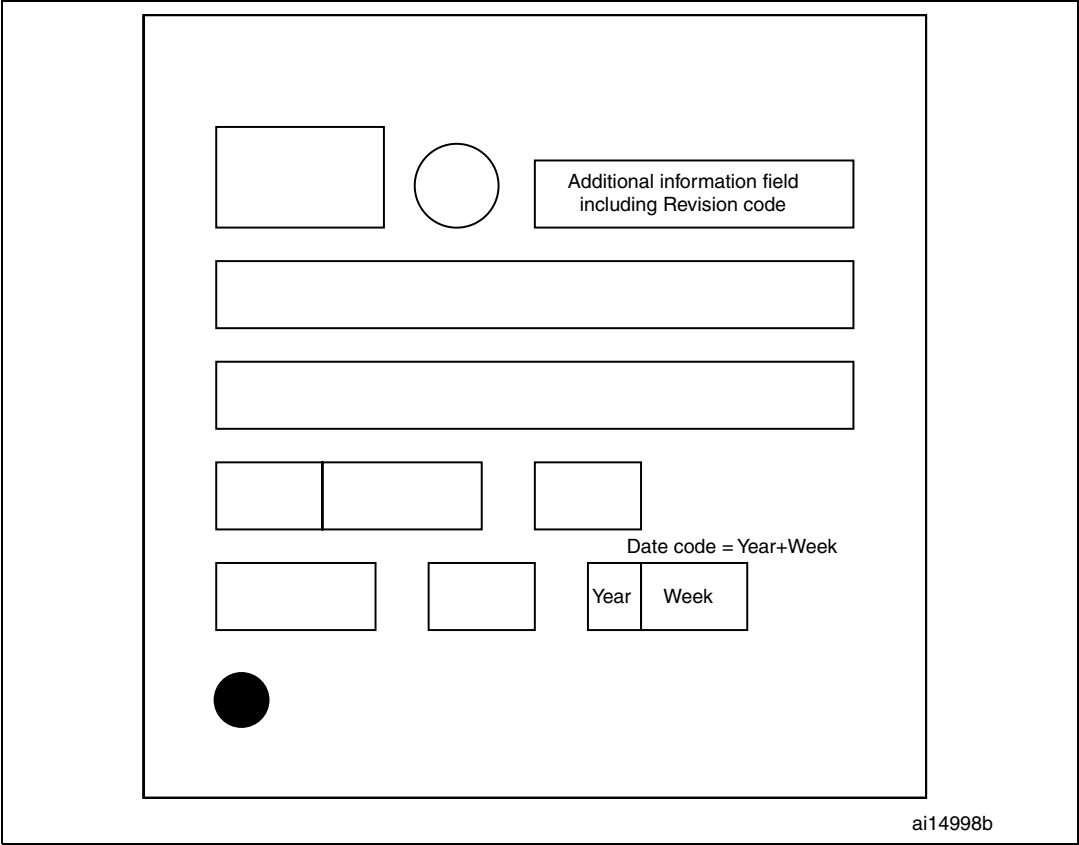 Additional information field
including Revision code
Date code = Year+Week
Year
Week
ai14998b